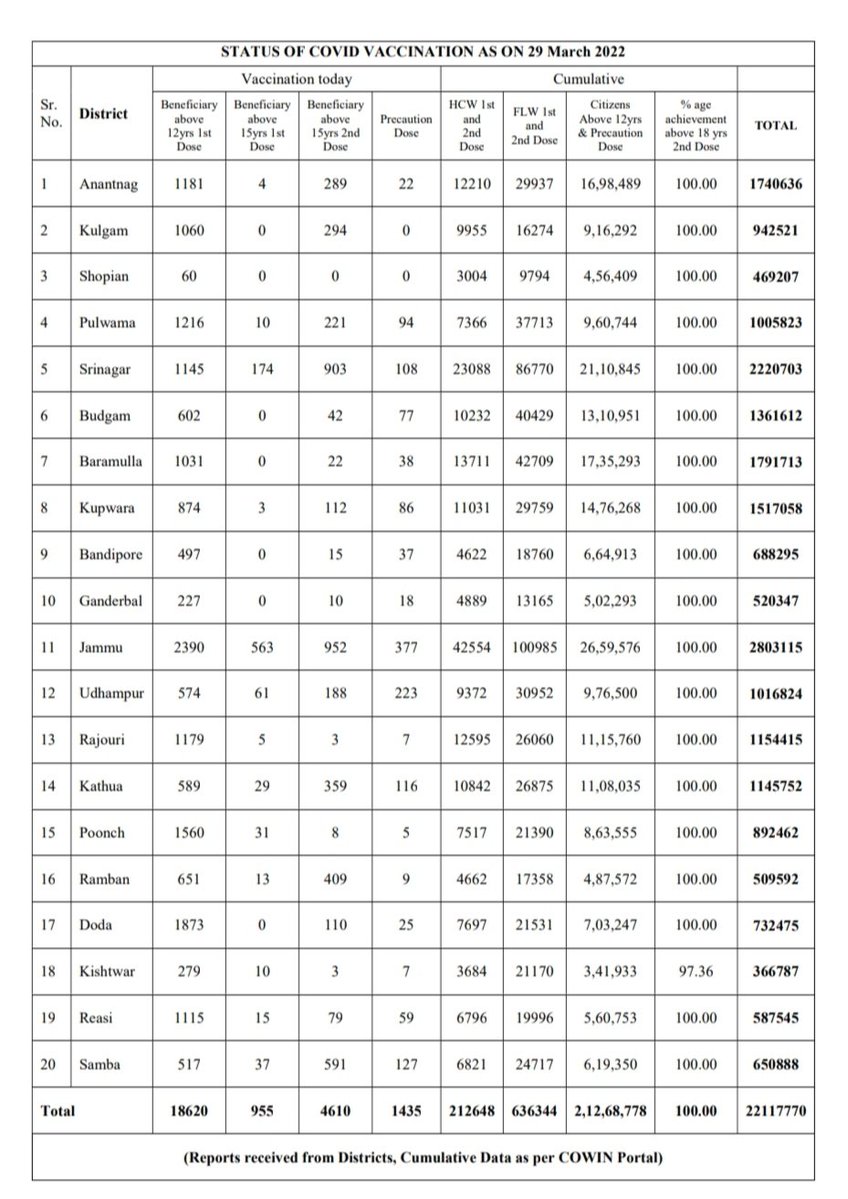 STATUS OF COVID VACCINATION AS ON 29 March 2022
Sr. No. District Vaccination today Cumulative
Beneficiary above 12yrs 1st Dose Beneficiary above 15yrs 1st Dose Beneficiary above 15yrs 2nd Dose Precaution Dose HCW 1st and 2nd Dose FLW 1st and 2nd Dose Citizens Above 12yrs & Precaution Dose % age achievement above 18 yrs 2nd Dose TOTAL
1 Anantnag 1181 4 289 22 12210 29937 16,98,489 100.00 1740636
2 Kulgam 1060 0 294 0 9955 16274 9,16,292 100.00 942521
3 Shopian 60 0 0 0 3004 9794 4,56,409 100.00 469207
4 Pulwama 1216 10 221 94 7366 37713 9,60,744 100.00 1005823
5 Srinagar 1145 174 903 108 23088 86770 21,10,845 100.00 2220703
6 Budgam 602 0 42 77 10232 40429 13,10,951 100.00 1361612
7 Baramulla 1031 0 22 38 13711 42709 17,35,293 100.00 1791713
8 Kupwara 874 3 112 86 11031 29759 14,76,268 100.00 1517058
9 Bandipore 497 0 15 37 4622 18760 6,64,913 100.00 688295
10 Ganderbal 227 0 10 18 4889 13165 5,02,293 100.00 520347
11 Jammu 2390 563 952 377 42554 100985 26,59,576 100.00 2803115
12 Udhampur 574 61 188 223 9372 30952 9,76,500 100.00 1016824
13 Rajouri 1179 5 3 7 12595 26060 11,15,760 100.00 1154415
14 Kathua 589 29 359 116 10842 26875 11,08,035 100.00 1145752
15 Poonch 1560 31 8 5 7517 21390 8,63,555 100.00 892462
16 Ramban 651 13 409 9 4662 17358 4,87,572 100.00 509592
17 Doda 1873 0 110 25 7697 21531 7,03,247 100.00 732475
18 Kishtwar 279 10 3 7 3684 21170 3,41,933 97.36 366787
19 Reasi 1115 15 79 59 6796 19996 5,60,753 100.00 587545
20 Samba 517 37 591 127 6821 24717 6,19,350 100.00 650888
Total 18620 955 4610 1435 212648 636344 2,12,68,778 100.00 22117770
(Reports received from Districts, Cumulative Data as per COWIN Portal)